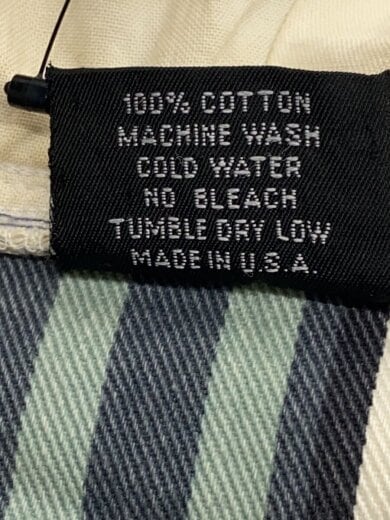 100% COTTON
MACHINE WASH
COLD WATER
NO BLEACH
TUMBLE DRY LOW
MADE IN U.S.A.